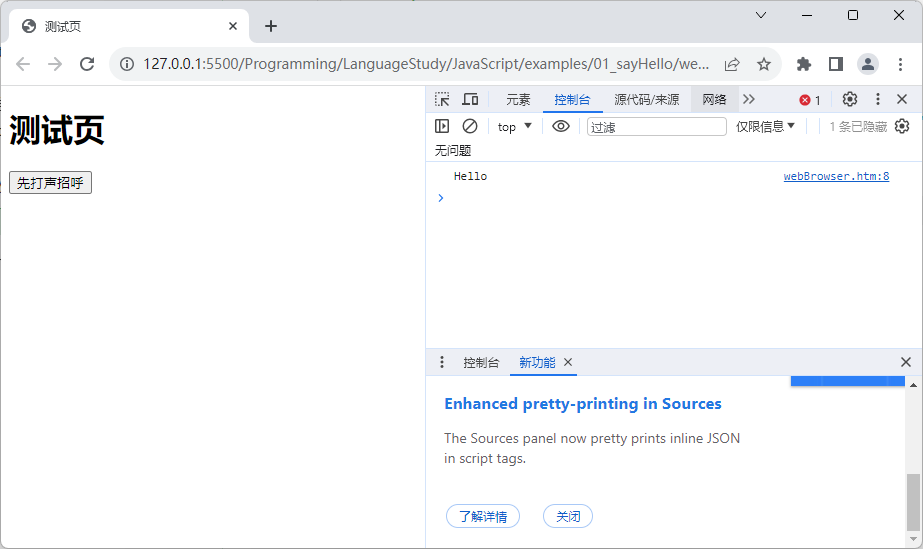 测试页
127.0.0.1:5500/Programming/LanguageStudy/JavaScript/examples/01_sayHello/we...
测试页
先打声招呼
元素 控制台 源代码/来源 网络 1
top 过滤 仅限信息 1 条已隐藏
无问题
Hello webBrowser.htm:8
控制台 新功能
Enhanced pretty-printing in Sources
The Sources panel now pretty prints inline JSON
in script tags.
了解详情 关闭